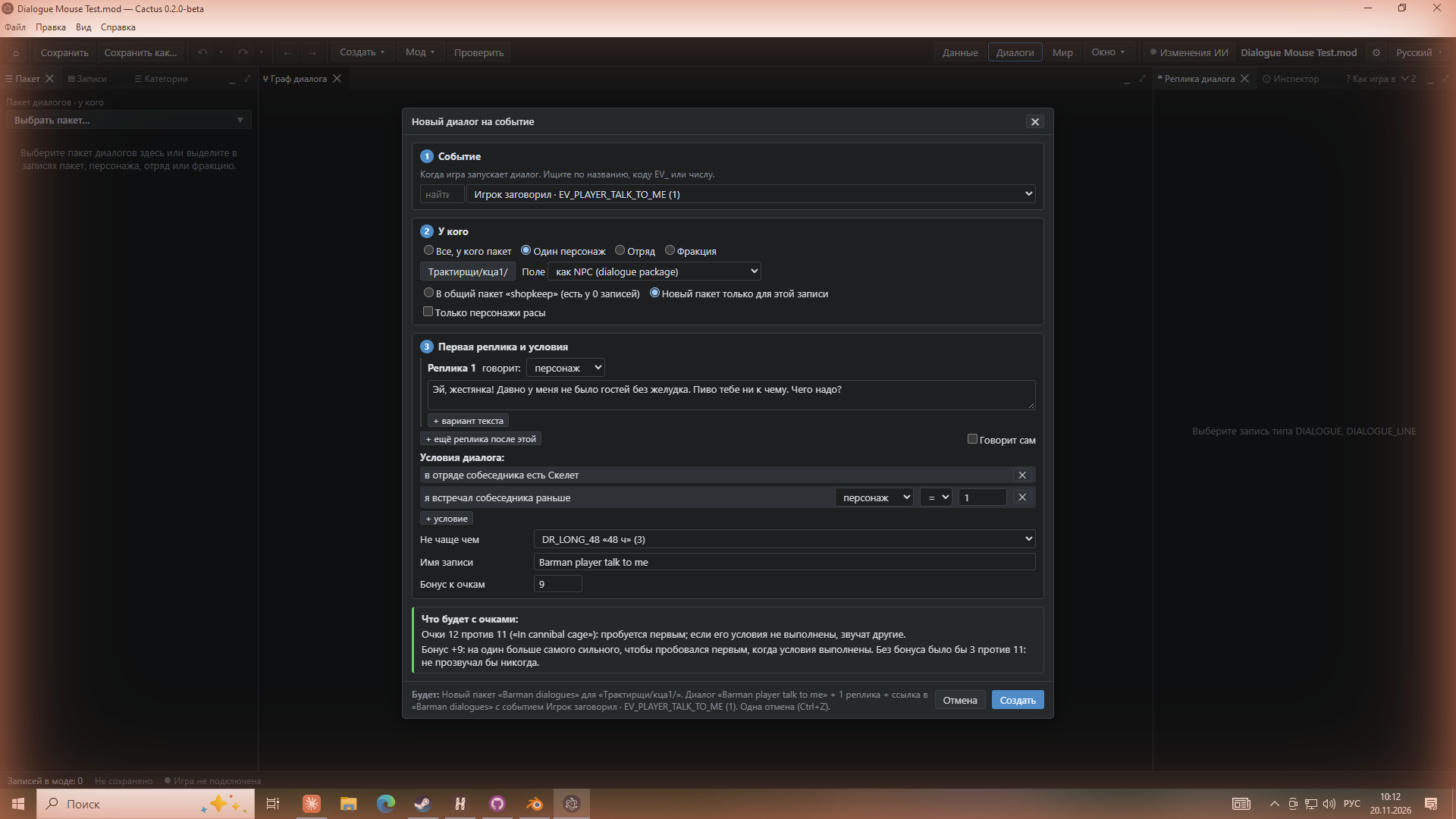 Dialogue Mouse Test.mod — Cactus 0.2.0-beta
Файл Правка Вид Справка
Сохранить Сохранить как... Создать Мод Проверить Данные Диалоги Мир Окно Изменения ИИ Dialogue Mouse Test.mod Русский
Пакет Записи Категории Граф диалога Реплика диалога Инспектор ? Как игра в 2
Пакет диалогов · у кого
Выбрать пакет...
Выберите пакет диалогов здесь или выделите в
записях пакет, персонажа, отряд или фракцию.
Новый диалог на событие
1 Событие
Когда игра запускает диалог. Ищите по названию, коду EV_ или числу.
найти Игрок заговорил · EV_PLAYER_TALK_TO_ME (1)
2 У кого
Все, у кого пакет Один персонаж Отряд Фракция
Трактирщи/кца1/ Поле как NPC (dialogue package)
В общий пакет «shopkeep» (есть у 0 записей) Новый пакет только для этой записи
Только персонажи расы
3 Первая реплика и условия
Реплика 1 говорит: персонаж
Эй, жестянка! Давно у меня не было гостей без желудка. Пиво тебе ни к чему. Чего надо?
+ вариант текста
+ ещё реплика после этой Говорит сам
Условия диалога:
в отряде собеседника есть Скелет
я встречал собеседника раньше персонаж = 1
+ условие
Не чаще чем DR_LONG_48 «48 ч» (3)
Имя записи Barman player talk to me
Бонус к очкам 9
Что будет с очками:
Очки 12 против 11 («In cannibal cage»): пробуется первым; если его условия не выполнены, звучат другие.
Бонус +9: на один больше самого сильного, чтобы пробовался первым, когда условия выполнены. Без бонуса было бы 3 против 11:
не прозвучал бы никогда.
Будет: Новый пакет «Barman dialogues» для «Трактирщи/кца1/». Диалог «Barman player talk to me» + 1 реплика + ссылка в
«Barman dialogues» с событием Игрок заговорил · EV_PLAYER_TALK_TO_ME (1). Одна отмена (Ctrl+Z).
Отмена Создать
Выберите запись типа DIALOGUE, DIALOGUE_LINE
Записей в моде: 0 Не сохранено Игра не подключена
Поиск
РУС
10:12
20.11.2026